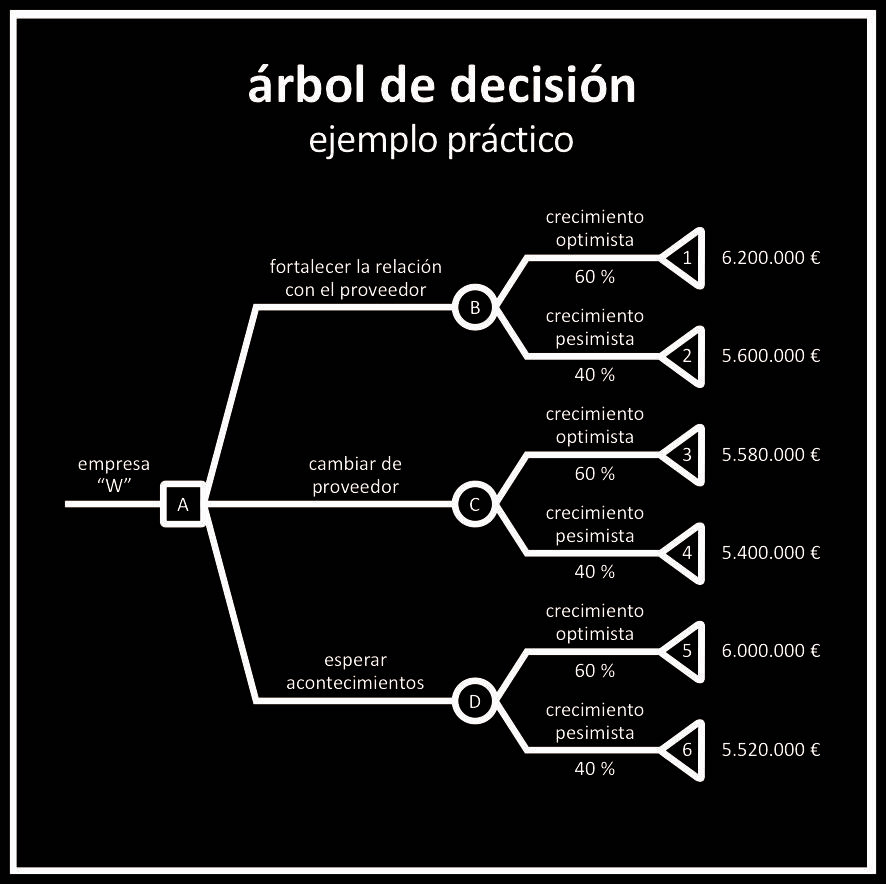 árbol de decisión
ejemplo práctico
empresa
“W”
A
fortalecer la relación
con el proveedor
B
crecimiento
optimista
60 %
1
6.200.000 €
crecimiento
pesimista
40 %
2
5.600.000 €
cambiar de
proveedor
C
crecimiento
optimista
60 %
3
5.580.000 €
crecimiento
pesimista
40 %
4
5.400.000 €
esperar
acontecimientos
D
crecimiento
optimista
60 %
5
6.000.000 €
crecimiento
pesimista
40 %
6
5.520.000 €